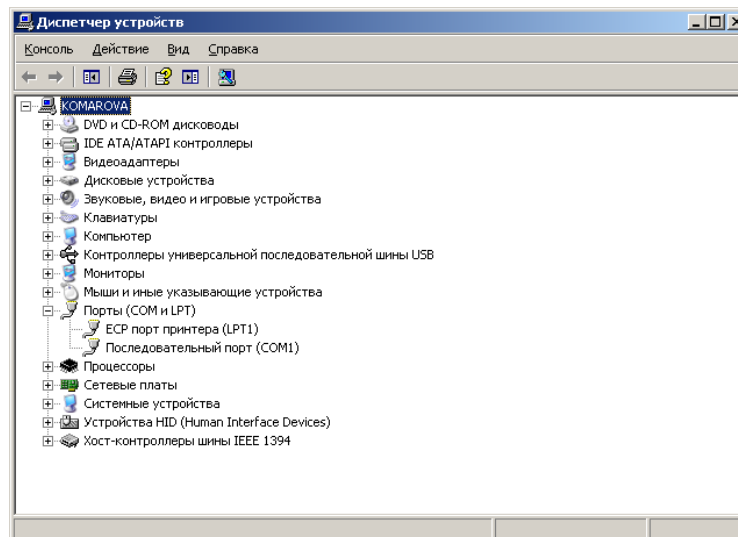 Диспетчер устройств
Консоль Действие Вид Справка
KOMAROVA
DVD и CD-ROM дисководы
IDE ATA/ATAPI контроллеры
Видеоадаптеры
Дисковые устройства
Звуковые, видео и игровые устройства
Клавиатуры
Компьютер
Контроллеры универсальной последовательной шины USB
Мониторы
Мыши и иные указывающие устройства
Порты (COM и LPT)
ECP порт принтера (LPT1)
Последовательный порт (COM1)
Процессоры
Сетевые платы
Системные устройства
Устройства HID (Human Interface Devices)
Хост-контроллеры шины IEEE 1394